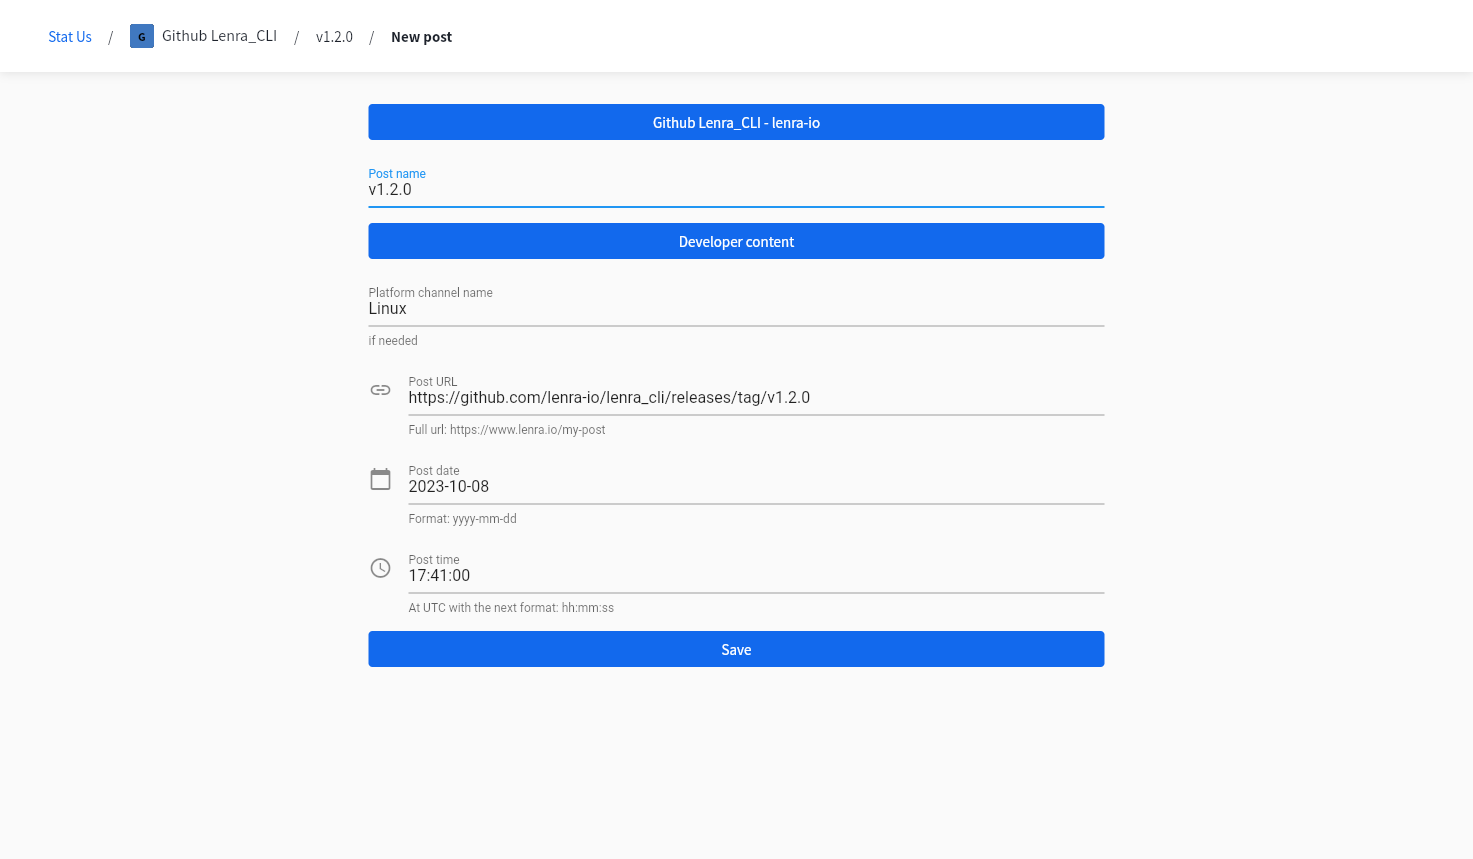 Stat Us / G Github Lenra_CLI / v1.2.0 / New post
Github Lenra_CLI - lenra-io
Post name
v1.2.0
Developer content
Platform channel name
Linux
if needed
Post URL
https://github.com/lenra-io/lenra_cli/releases/tag/v1.2.0
Full url: https://www.lenra.io/my-post
Post date
2023-10-08
Format: yyyy-mm-dd
Post time
17:41:00
At UTC with the next format: hh:mm:ss
Save